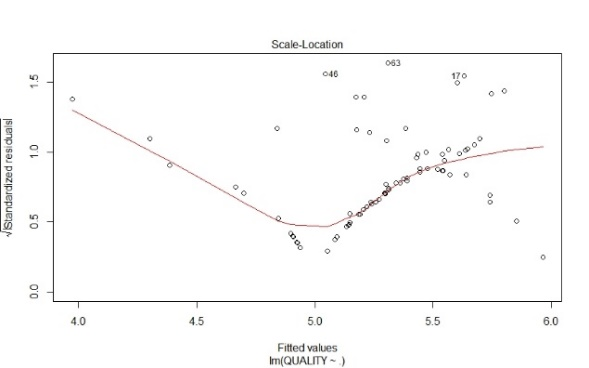 Scale-Location
√|Standardized residuals|
1.5
1.0
0.5
0.0
46
63
17
4.0 4.5 5.0 5.5 6.0
Fitted values
lm(QUALITY ~ .)